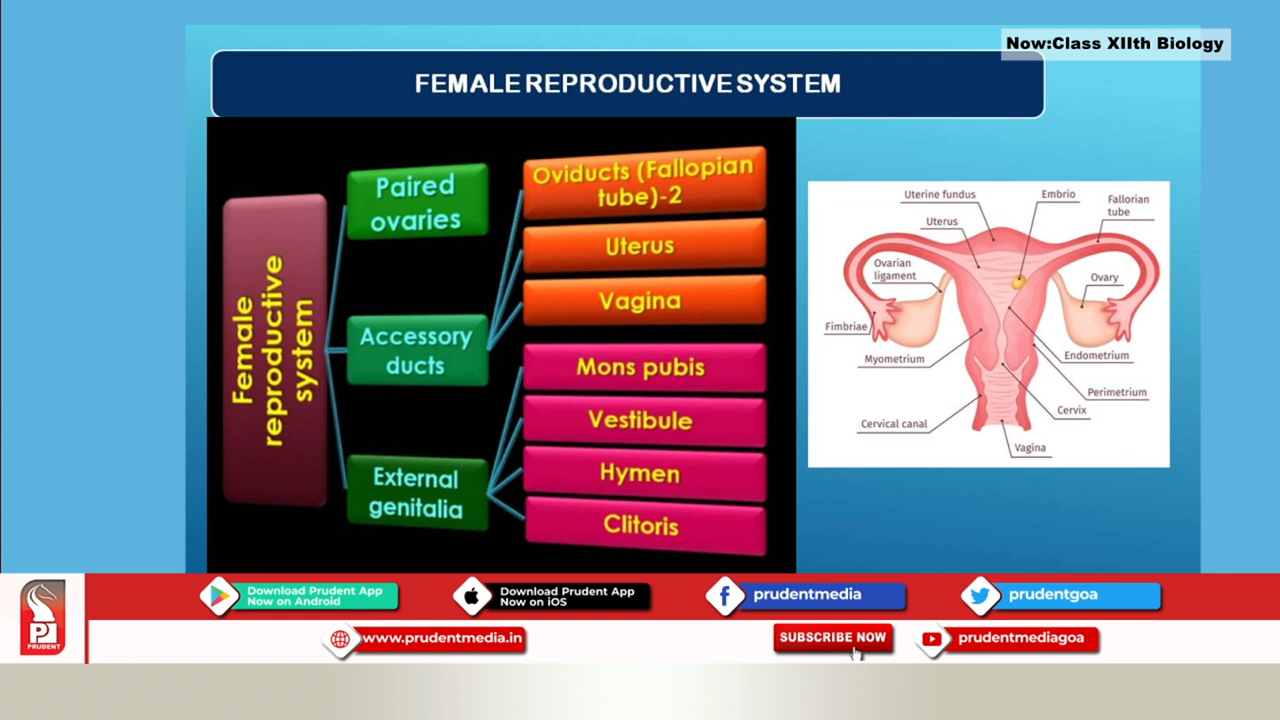 Now:Class XIIth Biology
FEMALE REPRODUCTIVE SYSTEM
Female
reproductive
system
Paired
ovaries
Accessory
ducts
External
genitalia
Oviducts (Fallopian
tube)-2
Uterus
Vagina
Mons pubis
Vestibule
Hymen
Clitoris
Uterine fundus
Embrio
Fallorian
tube
Uterus
Ovarian
ligament
Ovary
Fimbriae
Myometrium
Endometrium
Perimetrium
Cervix
Cervical canal
Vagina
PJ
PRUDENT
Download Prudent App
Now on Android
Download Prudent App
Now on iOS
prudentmedia
prudentgoa
www.prudentmedia.in
SUBSCRIBE NOW
prudentmediagoa